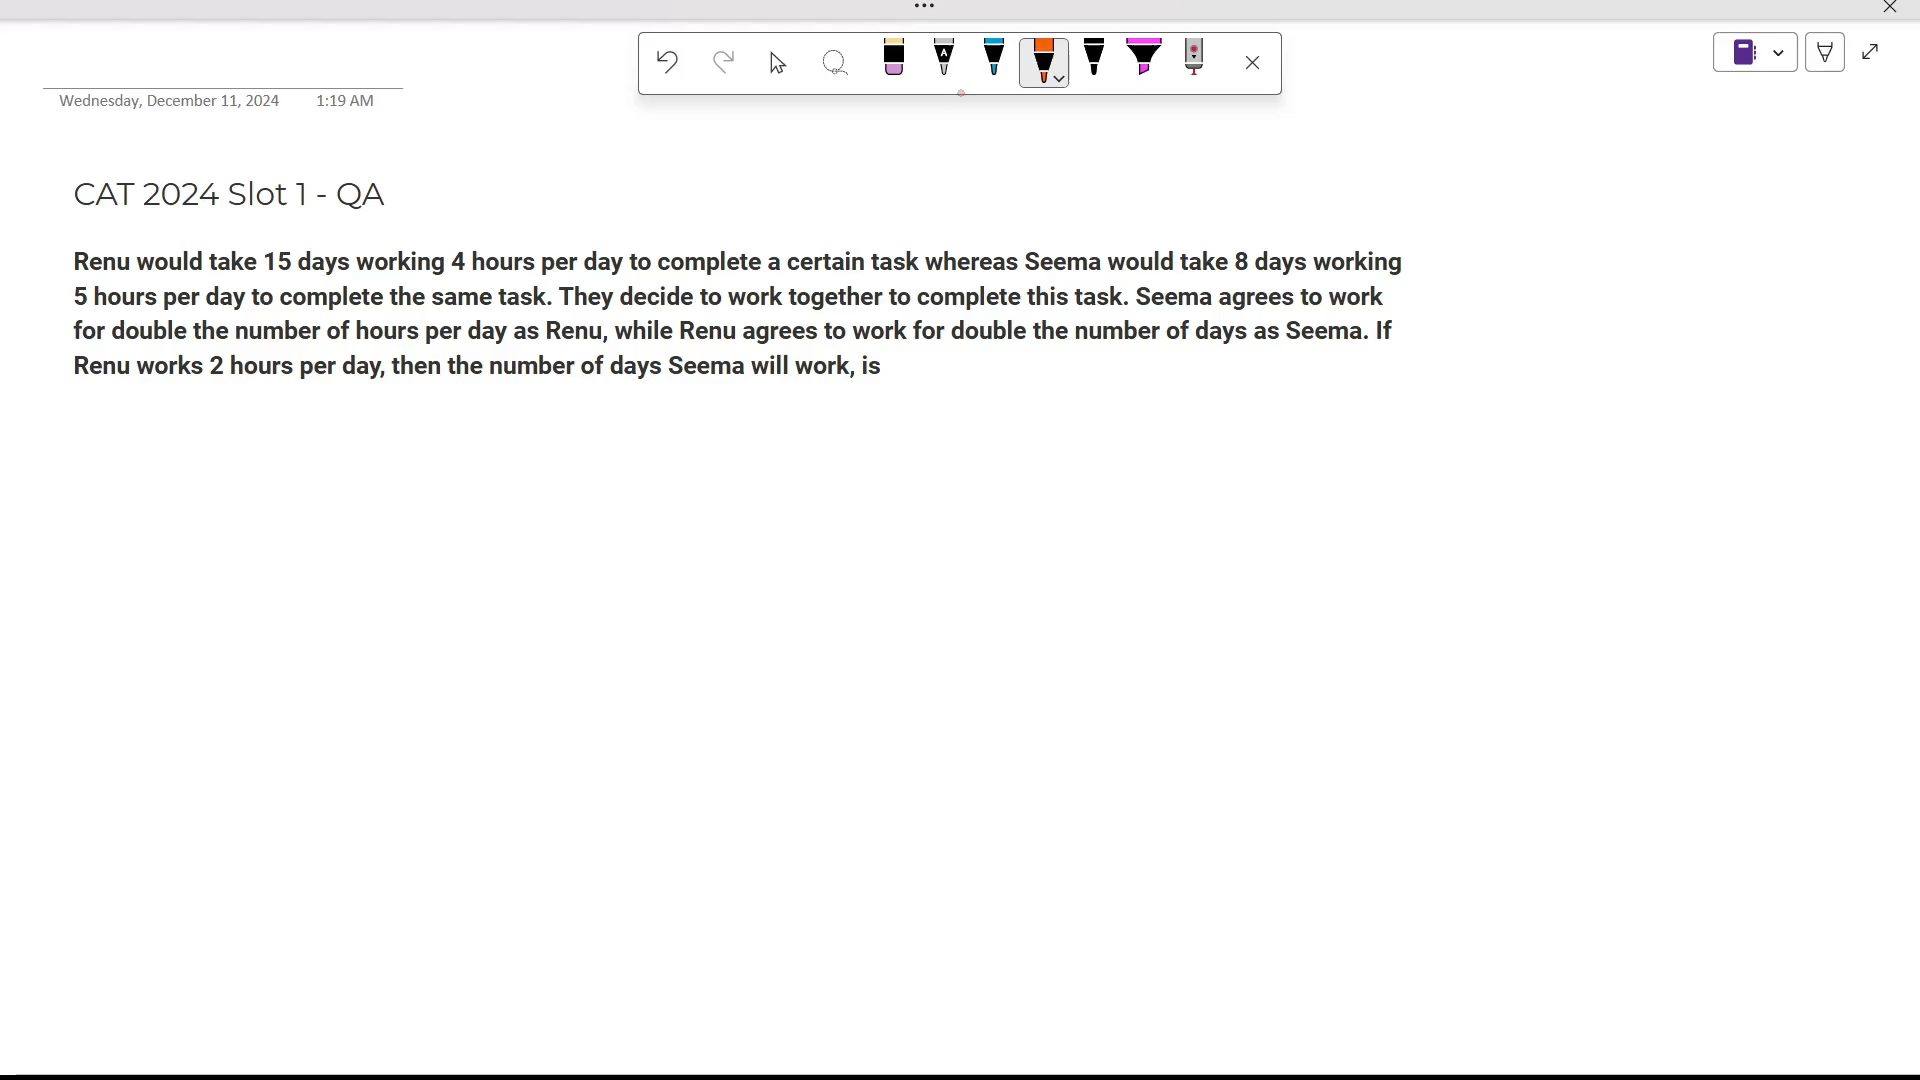 Wednesday, December 11, 2024 1:19 AM
CAT 2024 Slot 1 - QA
Renu would take 15 days working 4 hours per day to complete a certain task whereas Seema would take 8 days working
5 hours per day to complete the same task. They decide to work together to complete this task. Seema agrees to work
for double the number of hours per day as Renu, while Renu agrees to work for double the number of days as Seema. If
Renu works 2 hours per day, then the number of days Seema will work, is